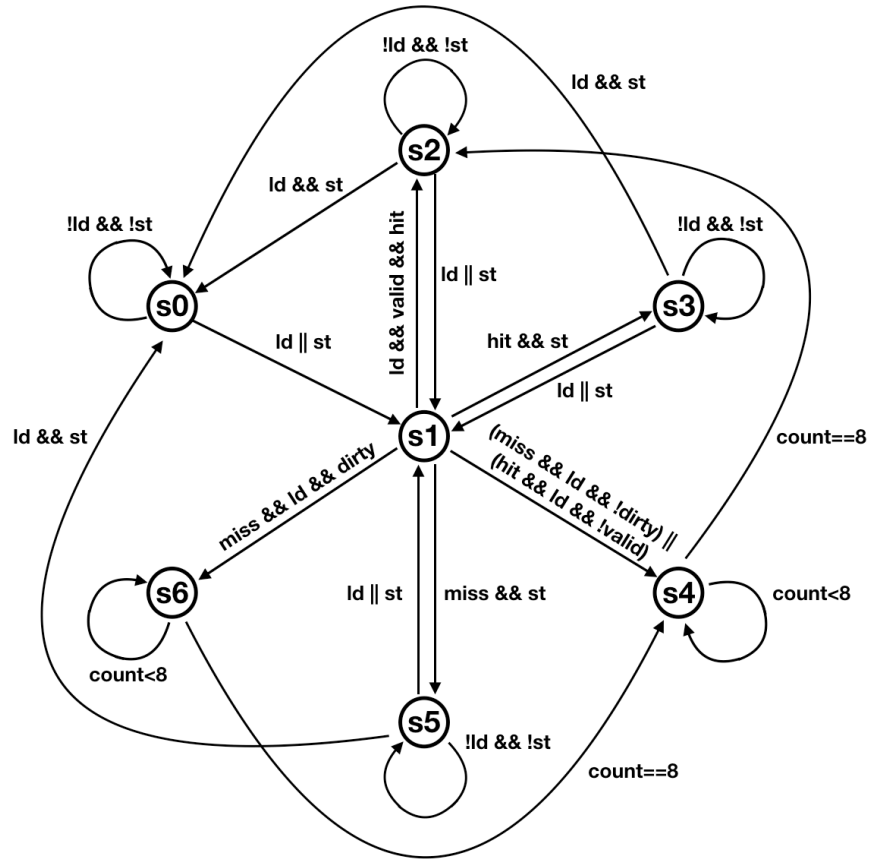 !ld && !st
ld && st
s2
ld && st
!ld && !st
!ld && !st
ld && valid && hit
ld || st
s0
s3
ld || st
hit && st
ld || st
ld && st
s1
(miss && ld && !dirty) ||
(hit && ld && !valid)
count==8
miss && ld && dirty
s6
ld || st
miss && st
s4
count<8
count<8
s5
!ld && !st
count==8